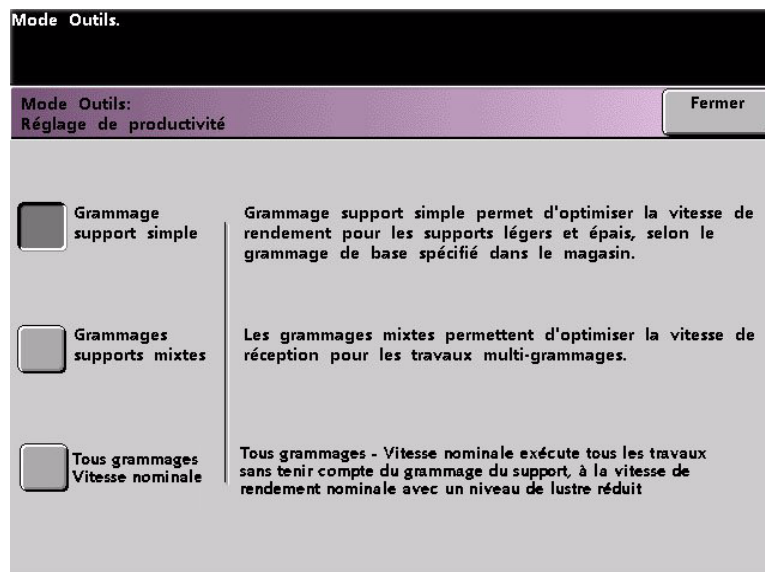 Mode Outils.
Mode Outils:
Réglage de productivité
Fermer
Grammage
support simple
Grammage support simple permet d'optimiser la vitesse de
rendement pour les supports légers et épais, selon le
grammage de base spécifié dans le magasin.
Grammages
supports mixtes
Les grammages mixtes permettent d'optimiser la vitesse de
réception pour les travaux multi-grammages.
Tous grammages
Vitesse nominale
Tous grammages - Vitesse nominale exécute tous les travaux
sans tenir compte du grammage du support, à la vitesse de
rendement nominale avec un niveau de lustre réduit